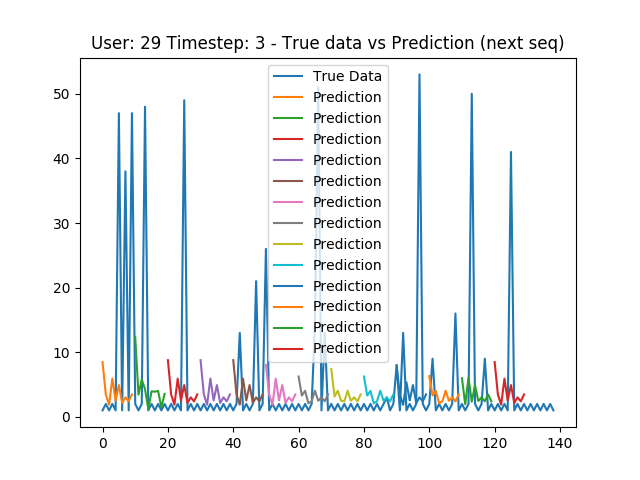 User: 29 Timestep: 3 - True data vs Prediction (next seq)
True Data
Prediction
Prediction
Prediction
Prediction
Prediction
Prediction
Prediction
Prediction
Prediction
Prediction
Prediction
Prediction
Prediction
50
40
30
20
10
0
0 20 40 60 80 100 120 140